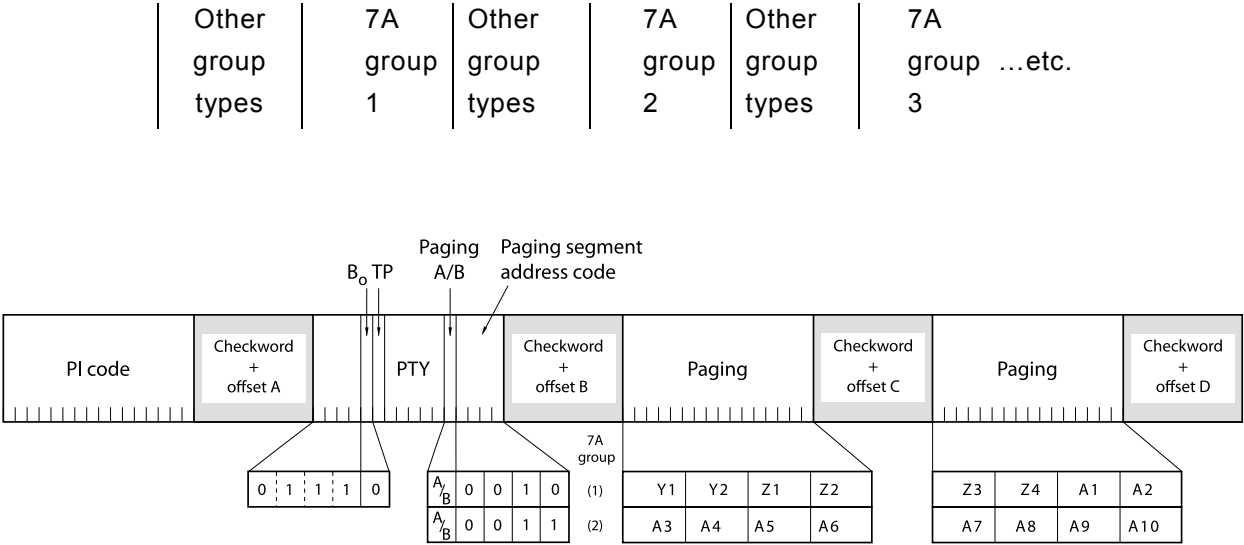 Other 7A Other 7A Other 7A
group group group group group group …etc.
types 1 types 2 types 3
Paging Paging segment
B₀ TP A/B address code
Checkword Checkword Checkword Checkword
PI code + PTY + Paging + Paging +
offset A offset B offset C offset D
7A
group
0 1 1 1 0 A/B 0 0 1 0 (1) Y1 Y2 Z1 Z2 Z3 Z4 A1 A2
A/B 0 0 1 1 (2) A3 A4 A5 A6 A7 A8 A9 A10